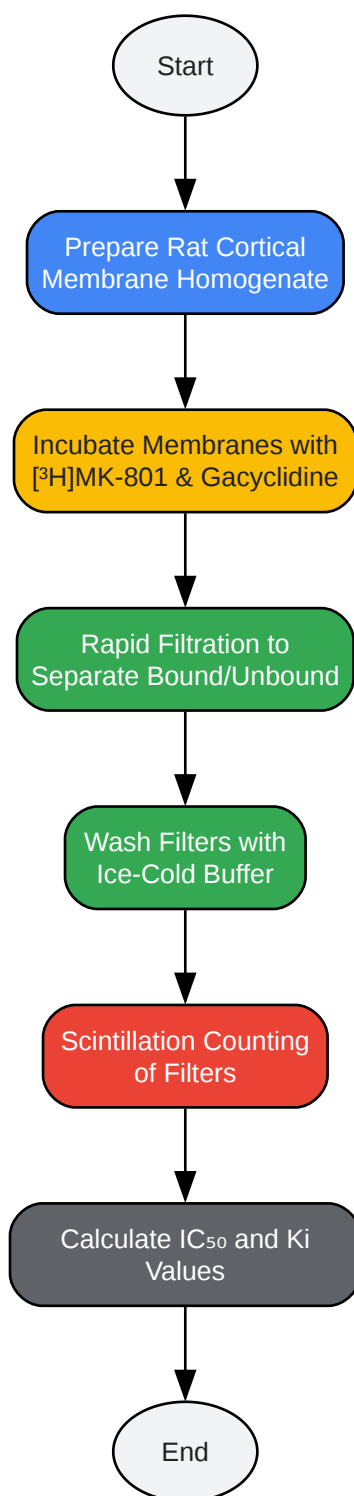 Start
Prepare Rat Cortical
Membrane Homogenate
Incubate Membranes with
[³H]MK-801 & Gacyclidine
Rapid Filtration to
Separate Bound/Unbound
Wash Filters with
Ice-Cold Buffer
Scintillation Counting
of Filters
Calculate IC₅₀ and Ki
Values
End